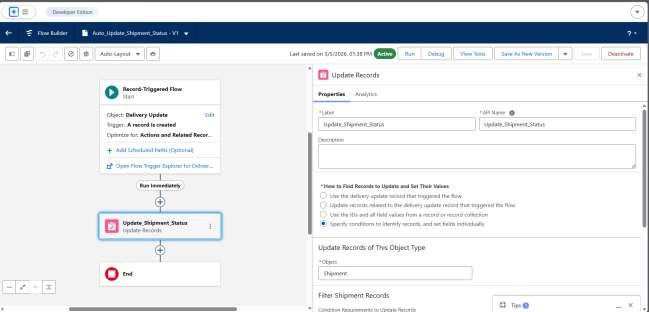 Developer Edition
Flow Builder
Auto_Update_Shipment_Status - V1
?
Auto-Layout
Last saved on 3/5/2026, 01:38 PM
Active
Run
Debug
View Tests
Save As New Version
Deactivate
Record-Triggered Flow
Start
Object: Delivery Update
Edit
Trigger: A record is created
Optimize for: Actions and Related Recor...
+ Add Scheduled Paths (Optional)
Open Flow Trigger Explorer for Deliver...
Run Immediately
Update_Shipment_Status
Update Records
End
Update Records
Properties
Analytics
*Label
*API Name
Update_Shipment_Status
Update_Shipment_Status
Description
*How to Find Records to Update and Set Their Values
Use the delivery update record that triggered the flow
Update records related to the delivery update record that triggered the flow
Use the IDs and all field values from a record or record collection
Specify conditions to identify records, and set fields individually
Update Records of This Object Type
*Object
Shipment
Filter Shipment Records
Condition Requirements to Update Records
Tips